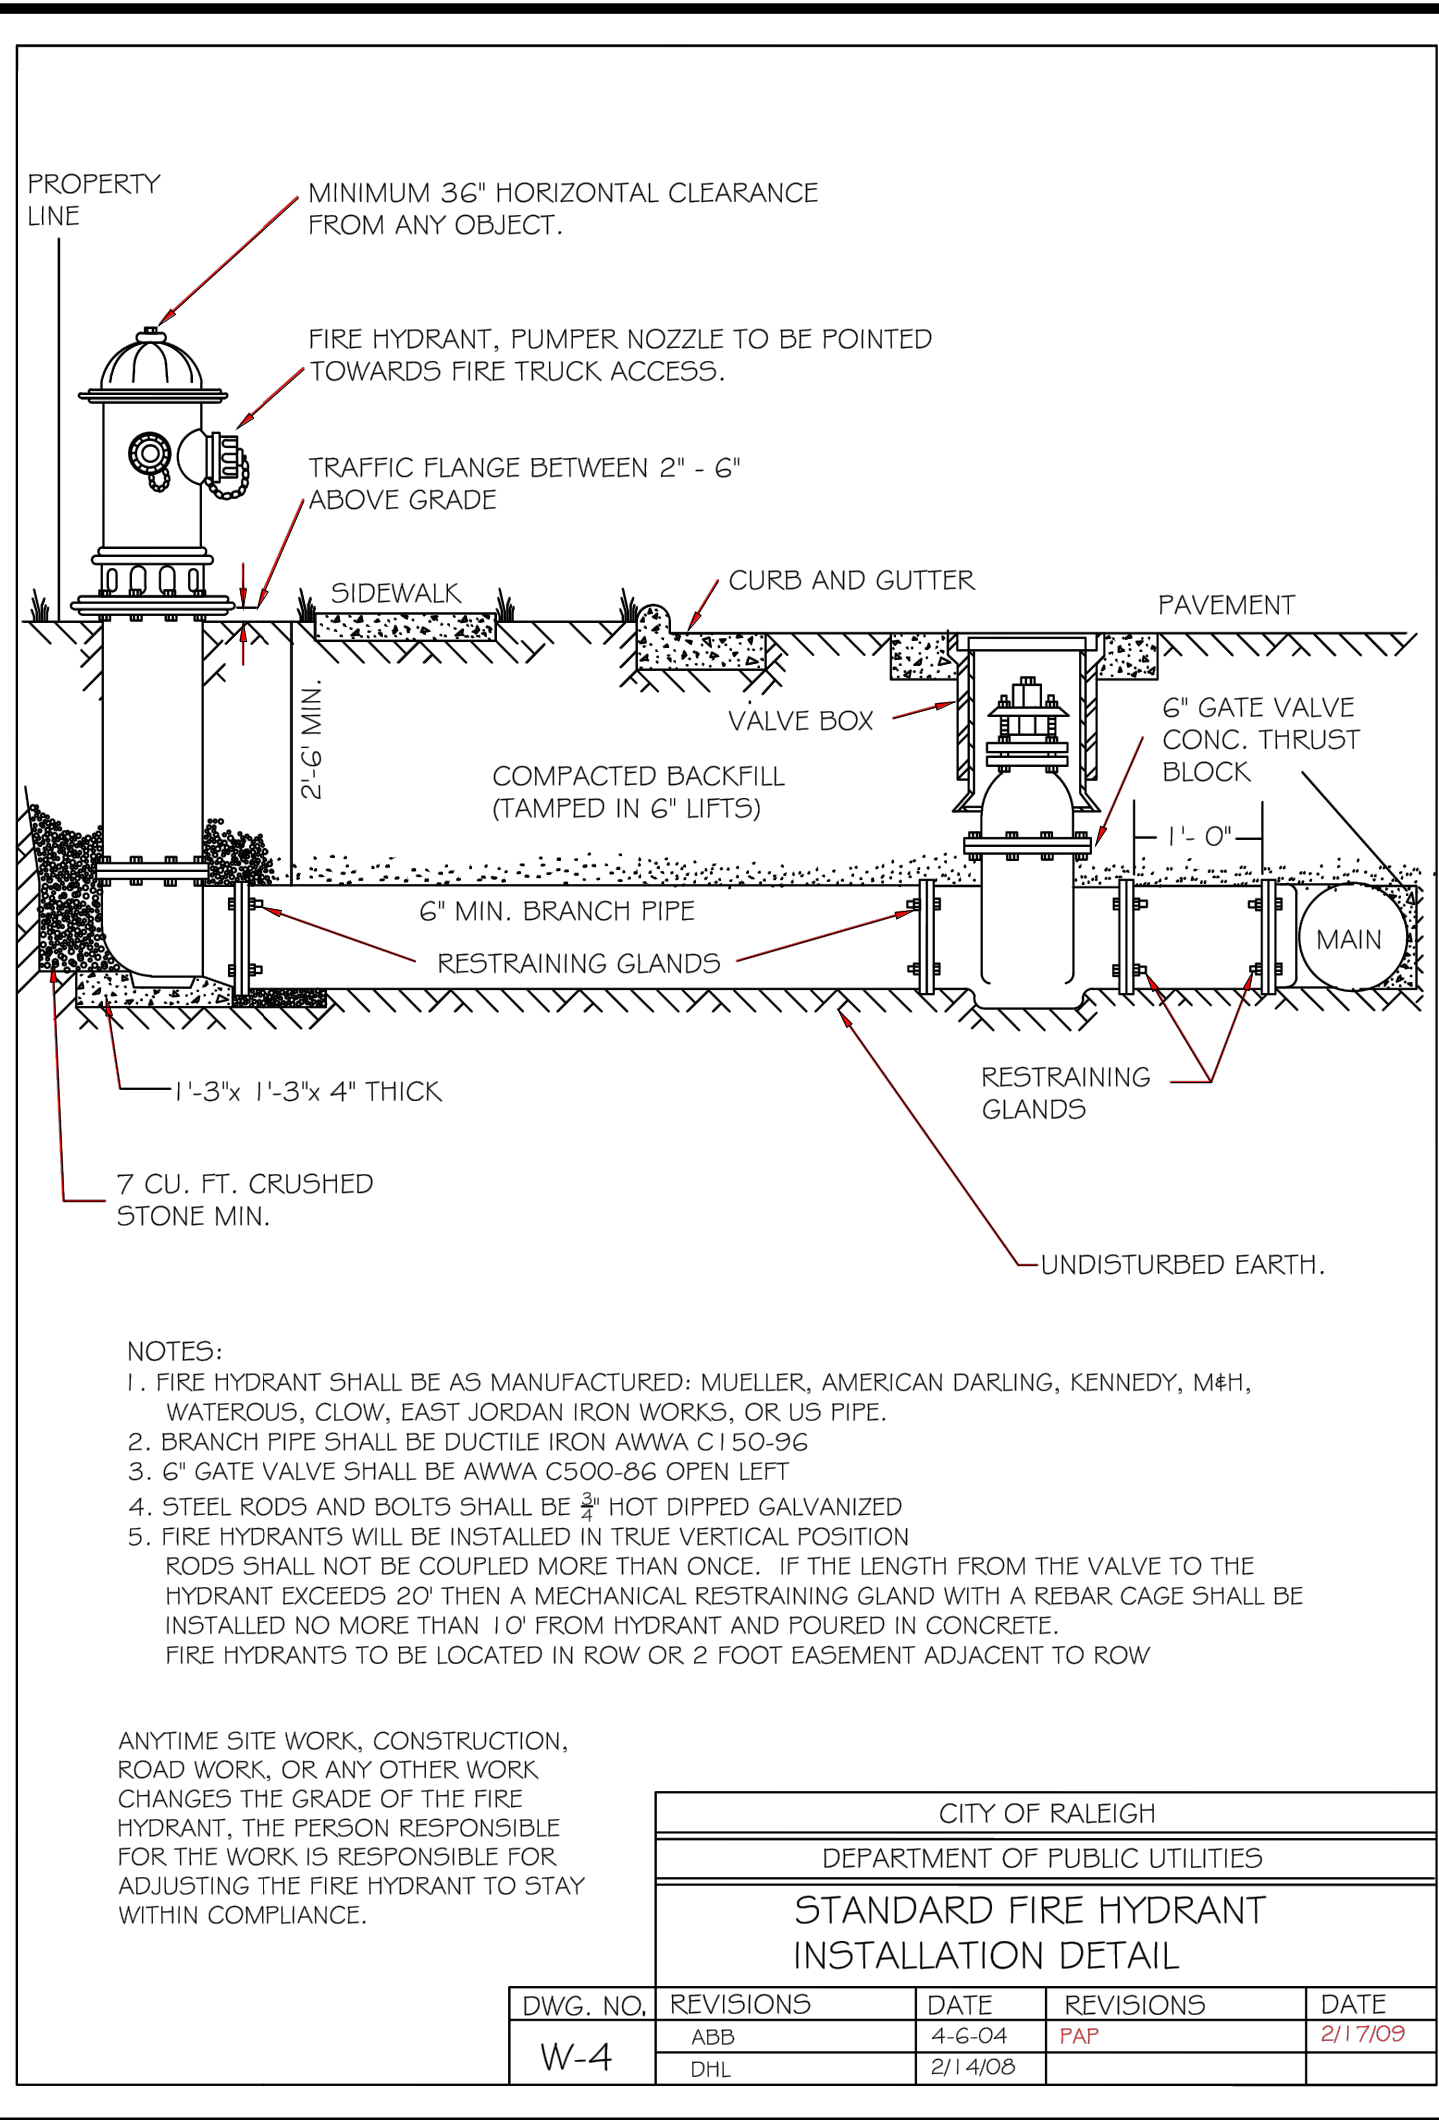 PROPERTY
LINE
MINIMUM 36" HORIZONTAL CLEARANCE
FROM ANY OBJECT.
FIRE HYDRANT, PUMPER NOZZLE TO BE POINTED
TOWARDS FIRE TRUCK ACCESS.
TRAFFIC FLANGE BETWEEN 2" - 6"
ABOVE GRADE
SIDEWALK
CURB AND GUTTER
PAVEMENT
2'-6' MIN.
VALVE BOX
6" GATE VALVE
CONC. THRUST
BLOCK
COMPACTED BACKFILL
(TAMPED IN 6" LIFTS)
1'- 0"
6" MIN. BRANCH PIPE
MAIN
RESTRAINING GLANDS
1'-3"x 1'-3"x 4" THICK
RESTRAINING
GLANDS
7 CU. FT. CRUSHED
STONE MIN.
UNDISTURBED EARTH.
NOTES:
1. FIRE HYDRANT SHALL BE AS MANUFACTURED: MUELLER, AMERICAN DARLING, KENNEDY, M&H,
WATEROUS, CLOW, EAST JORDAN IRON WORKS, OR US PIPE.
2. BRANCH PIPE SHALL BE DUCTILE IRON AWWA C150-96
3. 6" GATE VALVE SHALL BE AWWA C500-86 OPEN LEFT
4. STEEL RODS AND BOLTS SHALL BE 3/4" HOT DIPPED GALVANIZED
5. FIRE HYDRANTS WILL BE INSTALLED IN TRUE VERTICAL POSITION
RODS SHALL NOT BE COUPLED MORE THAN ONCE. IF THE LENGTH FROM THE VALVE TO THE
HYDRANT EXCEEDS 20' THEN A MECHANICAL RESTRAINING GLAND WITH A REBAR CAGE SHALL BE
INSTALLED NO MORE THAN 10' FROM HYDRANT AND POURED IN CONCRETE.
FIRE HYDRANTS TO BE LOCATED IN ROW OR 2 FOOT EASEMENT ADJACENT TO ROW
ANYTIME SITE WORK, CONSTRUCTION,
ROAD WORK, OR ANY OTHER WORK
CHANGES THE GRADE OF THE FIRE
HYDRANT, THE PERSON RESPONSIBLE
FOR THE WORK IS RESPONSIBLE FOR
ADJUSTING THE FIRE HYDRANT TO STAY
WITHIN COMPLIANCE.
CITY OF RALEIGH
DEPARTMENT OF PUBLIC UTILITIES
STANDARD FIRE HYDRANT
INSTALLATION DETAIL
DWG. NO. REVISIONS DATE REVISIONS DATE
W-4
ABB 4-6-04 PAP 2/17/09
DHL 2/14/08